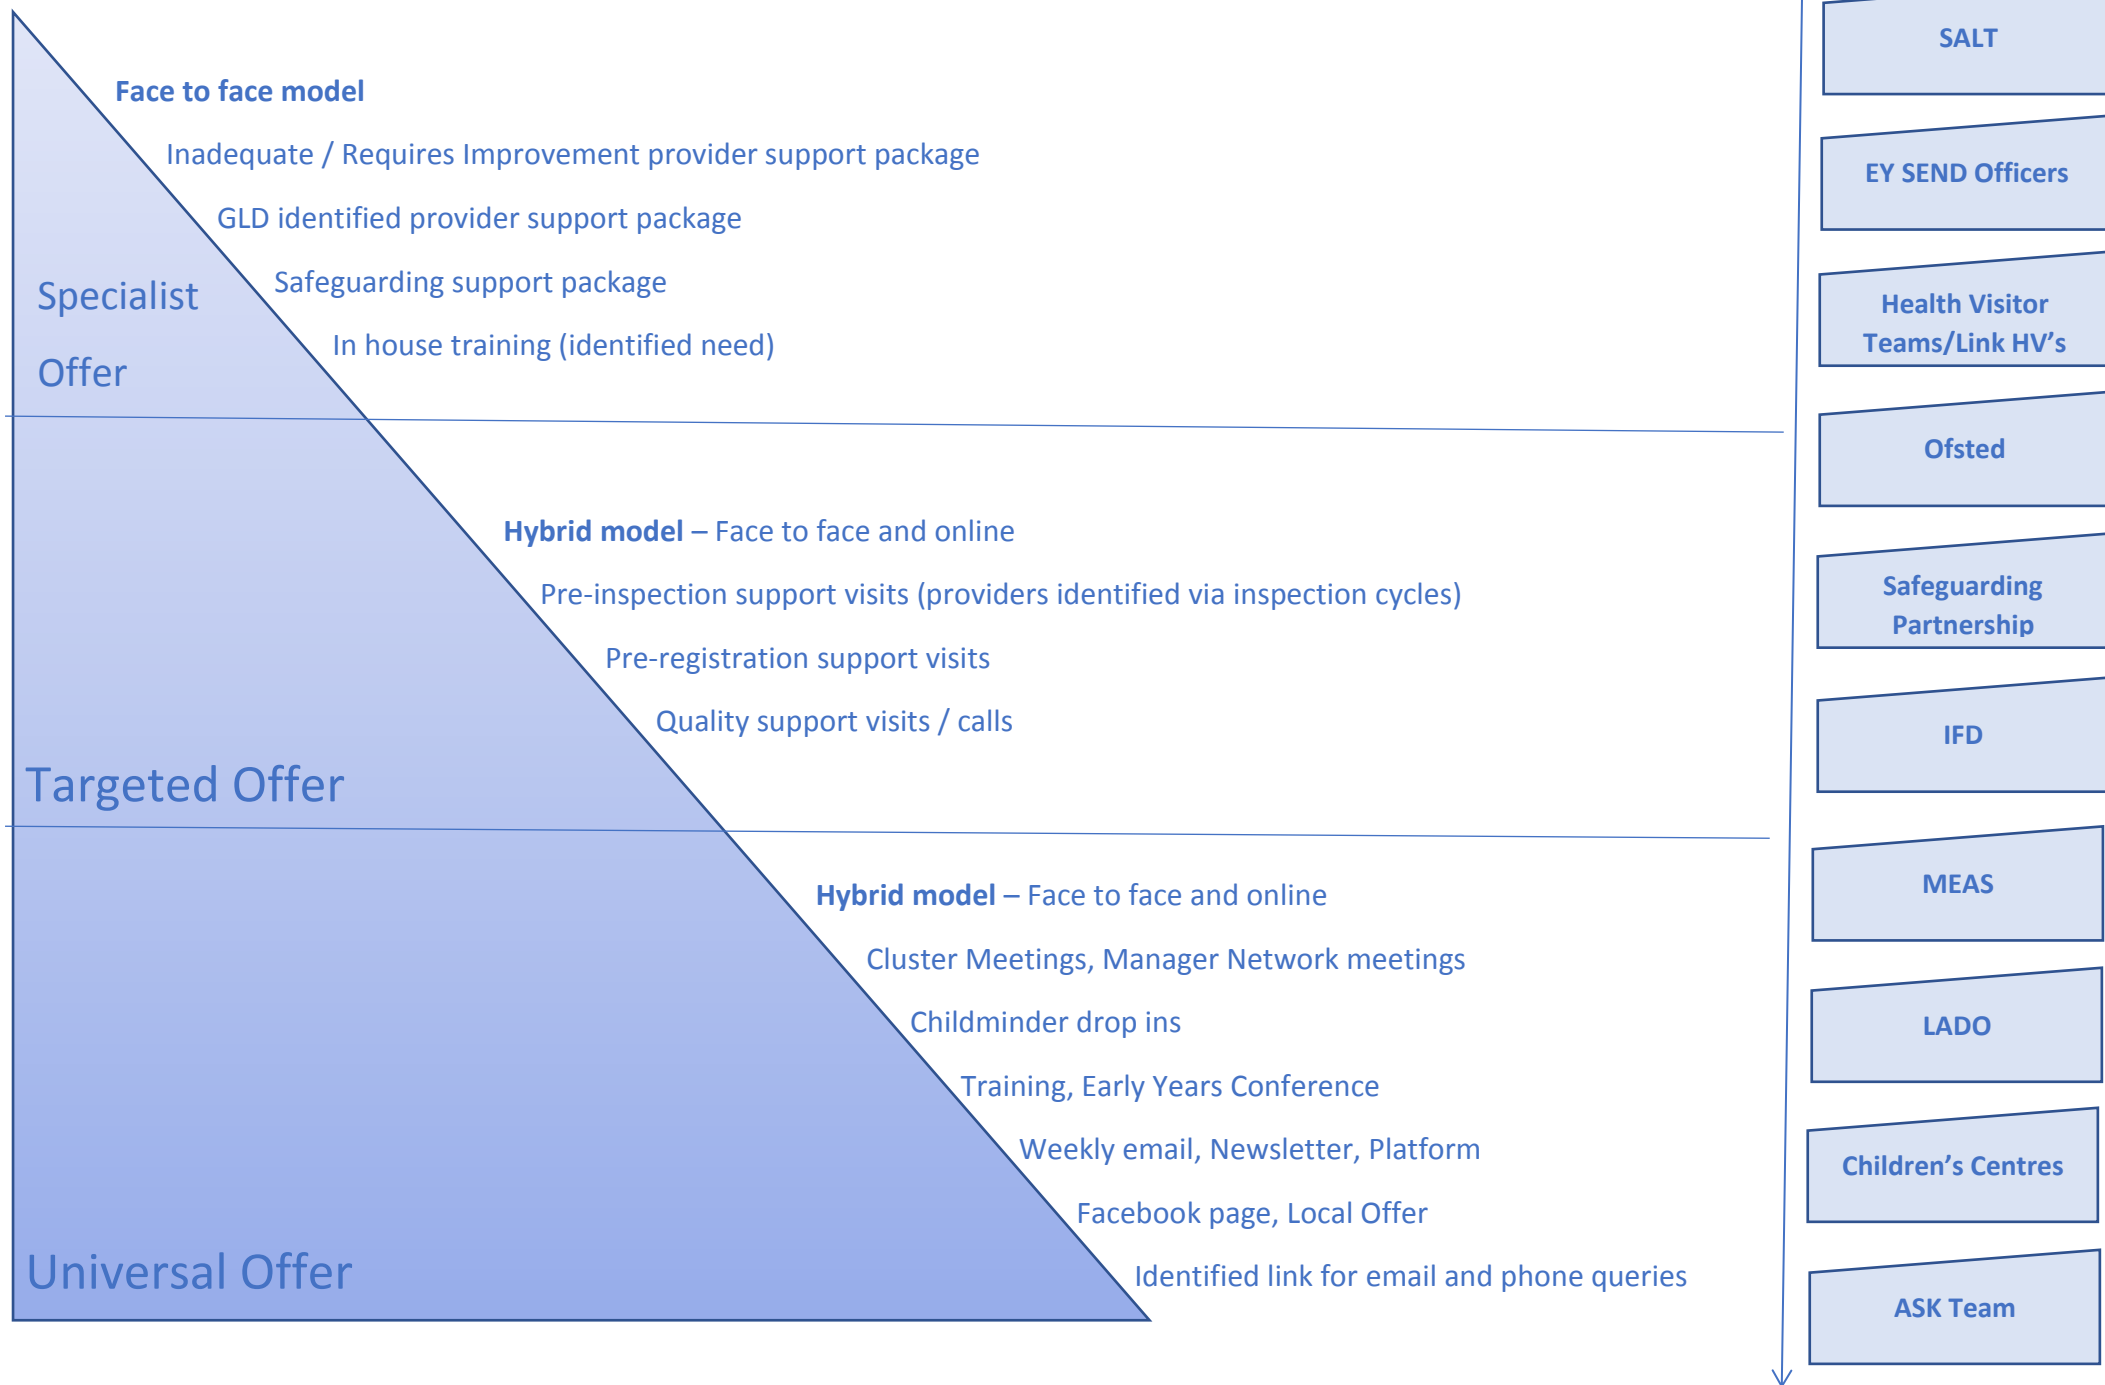 Face to face model
Inadequate / Requires Improvement provider support package
GLD identified provider support package
Safeguarding support package
In house training (identified need)
Specialist
Offer
Hybrid model – Face to face and online
Pre-inspection support visits (providers identified via inspection cycles)
Pre-registration support visits
Quality support visits / calls
Targeted Offer
Hybrid model – Face to face and online
Cluster Meetings, Manager Network meetings
Childminder drop ins
Training, Early Years Conference
Weekly email, Newsletter, Platform
Facebook page, Local Offer
Identified link for email and phone queries
Universal Offer
SALT
EY SEND Officers
Health Visitor
Teams/Link HV’s
Ofsted
Safeguarding
Partnership
IFD
MEAS
LADO
Children’s Centres
ASK Team